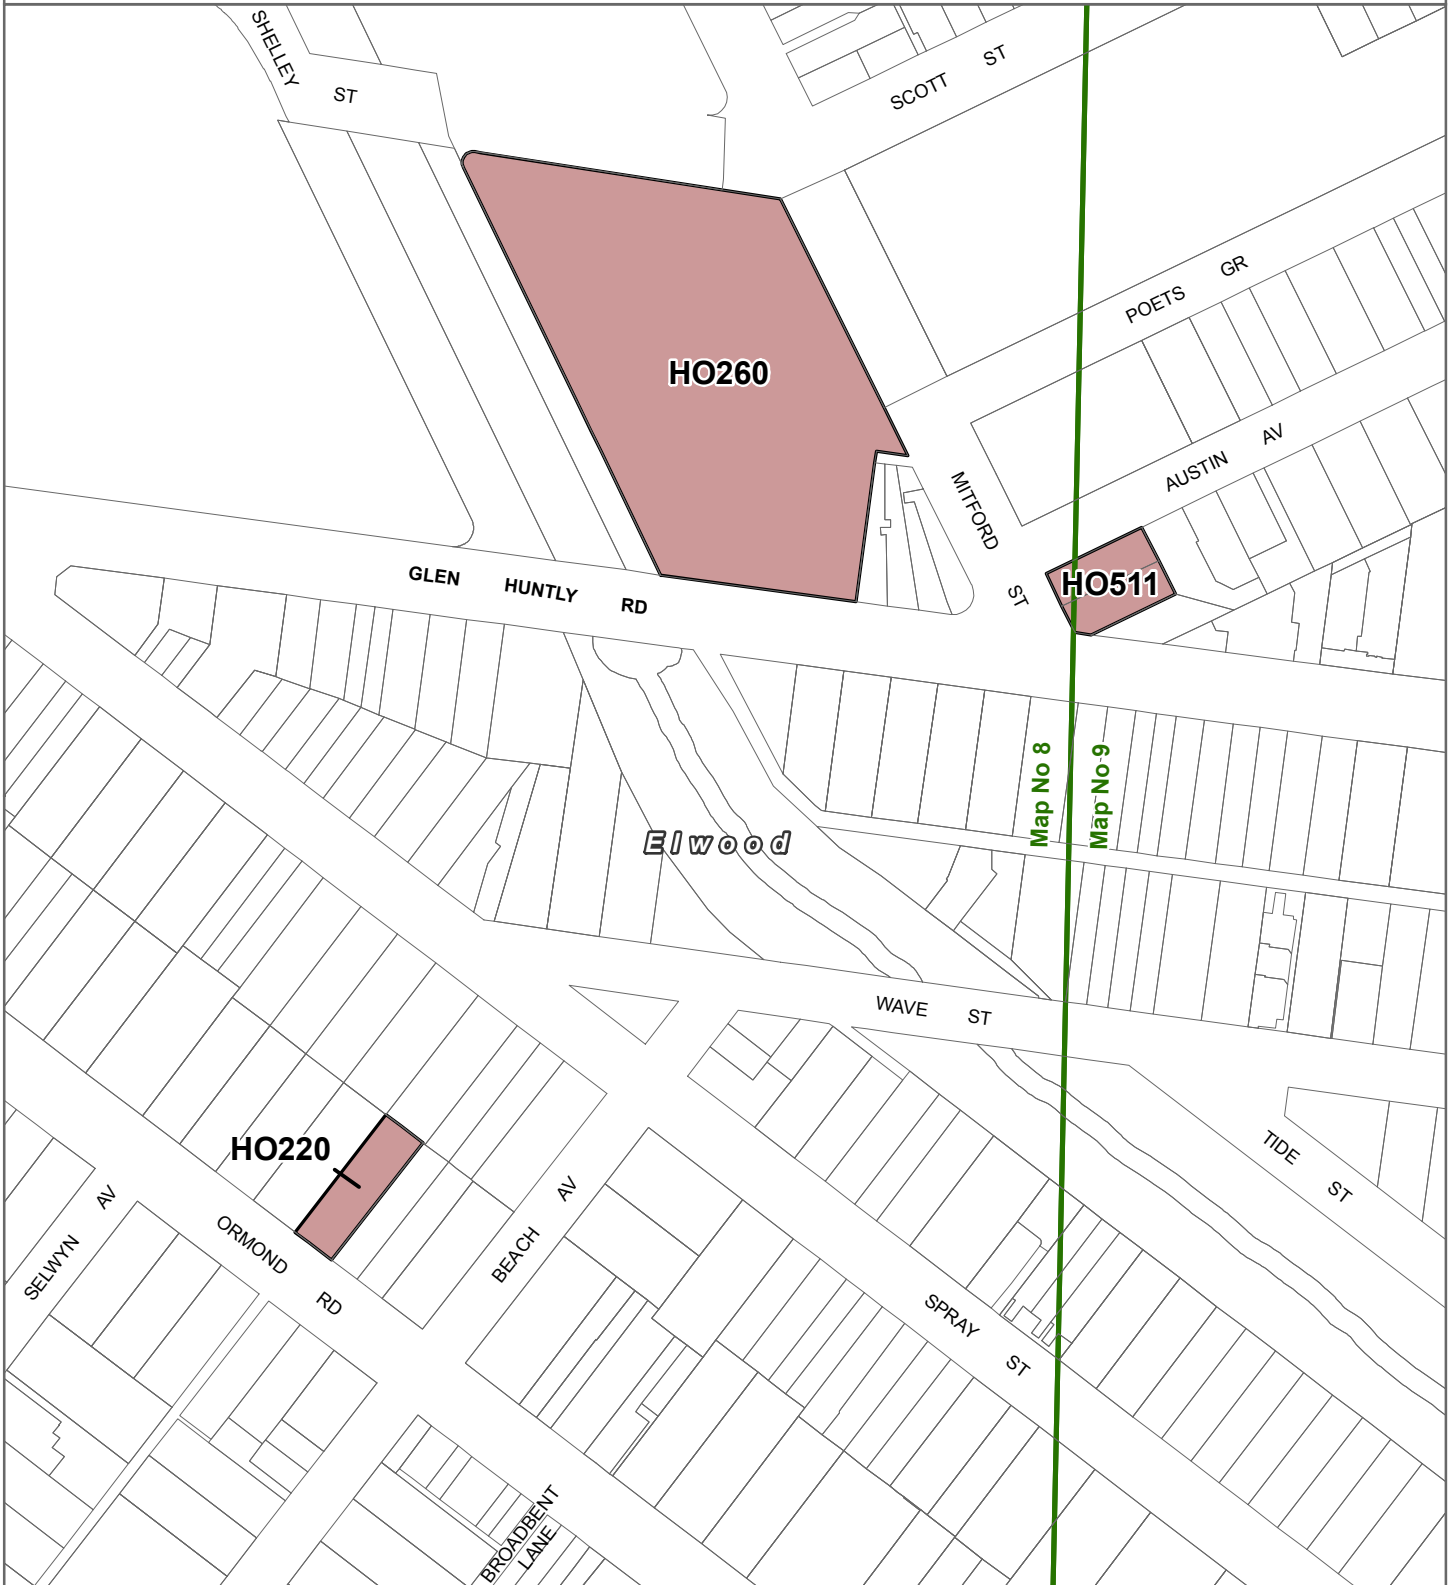 SHELLEY
ST
SCOTT ST
POETS GR
HO260
AUSTIN AV
MITFORD
ST
HO511
GLEN HUNTLY RD
Map No 8
Map No 9
Elwood
WAVE ST
TIDE
ST
HO220
SELWYN AV
ORMOND
RD
BEACH AV
SPRAY
ST
BROADBENT
LANE